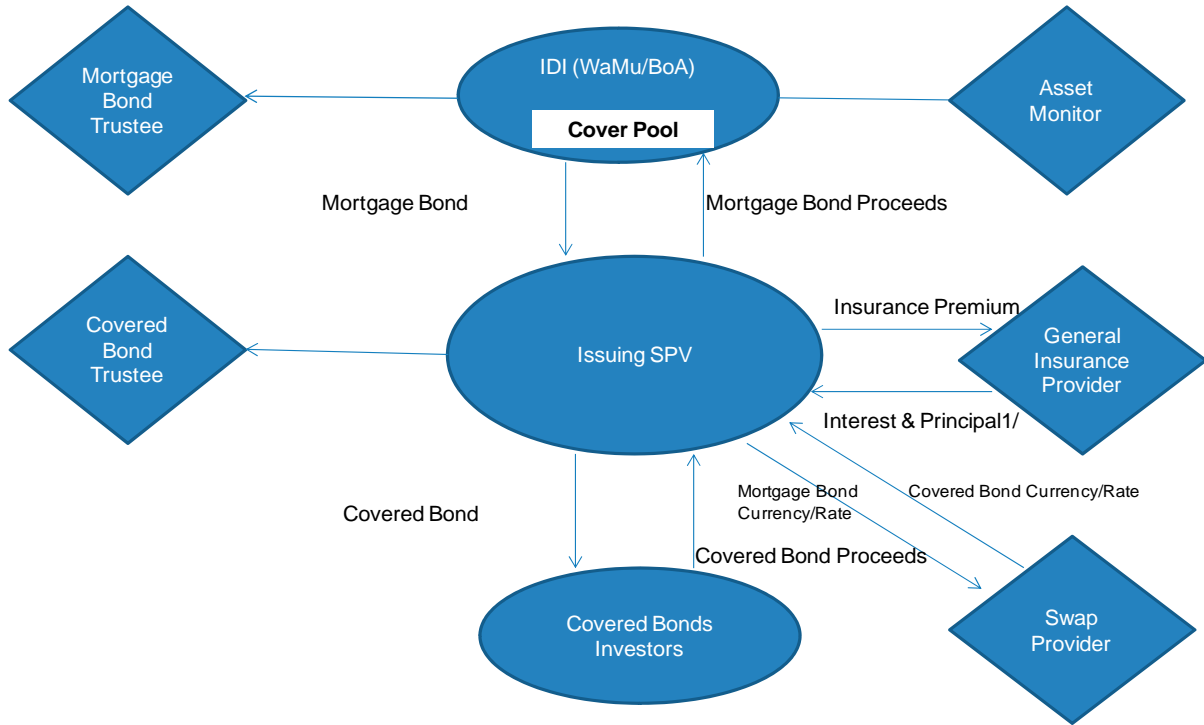 Mortgage
Bond
Trustee
IDI (WaMu/BoA)
Cover Pool
Asset
Monitor
Mortgage Bond
Mortgage Bond Proceeds
Covered
Bond
Trustee
Issuing SPV
Insurance Premium
General
Insurance
Provider
Interest & Principal1/
Mortgage Bond
Currency/Rate
Covered Bond Currency/Rate
Covered Bond
Covered Bond Proceeds
Covered Bonds
Investors
Swap
Provider